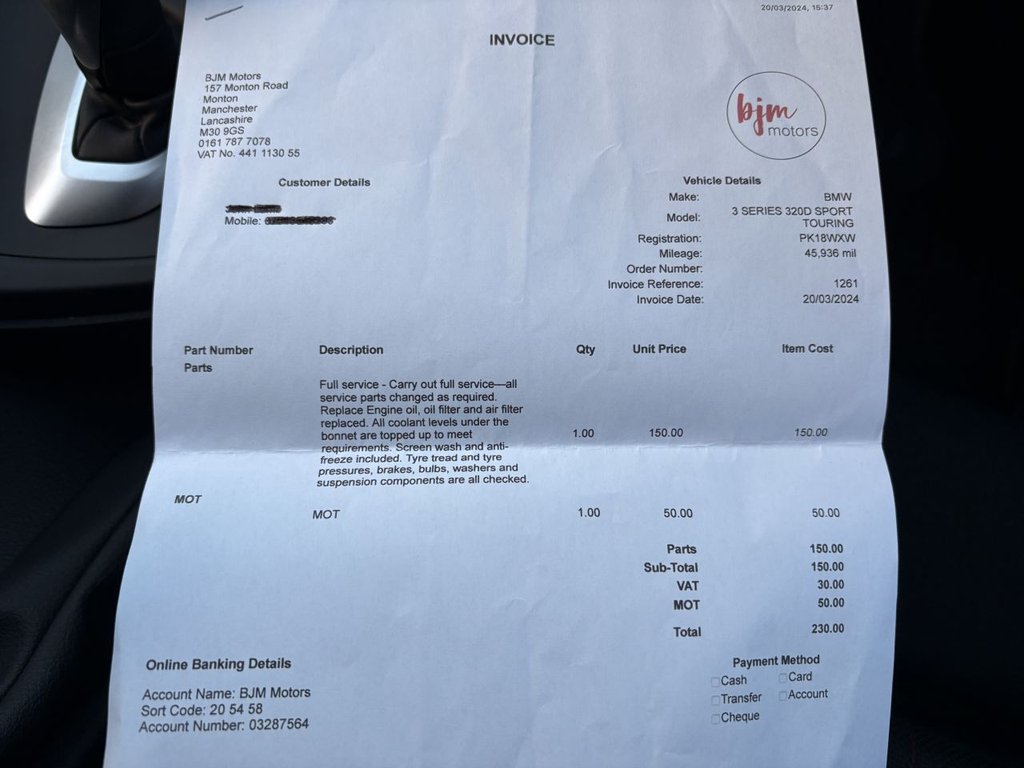 20/03/2024, 15:37
INVOICE
BJM Motors
157 Monton Road
Monton
Manchester
Lancashire
M30 9GS
0161 787 7078
VAT No. 441 1130 55
bjm
motors
Customer Details
Mobile:
Vehicle Details
Make: BMW
Model: 3 SERIES 320D SPORT
TOURING
Registration: PK18WXW
Mileage: 45,936 mil
Order Number:
Invoice Reference: 1261
Invoice Date: 20/03/2024
Part Number Description Qty Unit Price Item Cost
Parts
Full service - Carry out full service—all
service parts changed as required.
Replace Engine oil, oil filter and air filter
replaced. All coolant levels under the
bonnet are topped up to meet 1.00 150.00 150.00
requirements. Screen wash and anti-
freeze included. Tyre tread and tyre
pressures, brakes, bulbs, washers and
suspension components are all checked.
MOT
MOT 1.00 50.00 50.00
Parts 150.00
Sub-Total 150.00
VAT 30.00
MOT 50.00
Total 230.00
Online Banking Details
Account Name: BJM Motors
Sort Code: 20 54 58
Account Number: 03287564
Payment Method
Cash Card
Transfer Account
Cheque